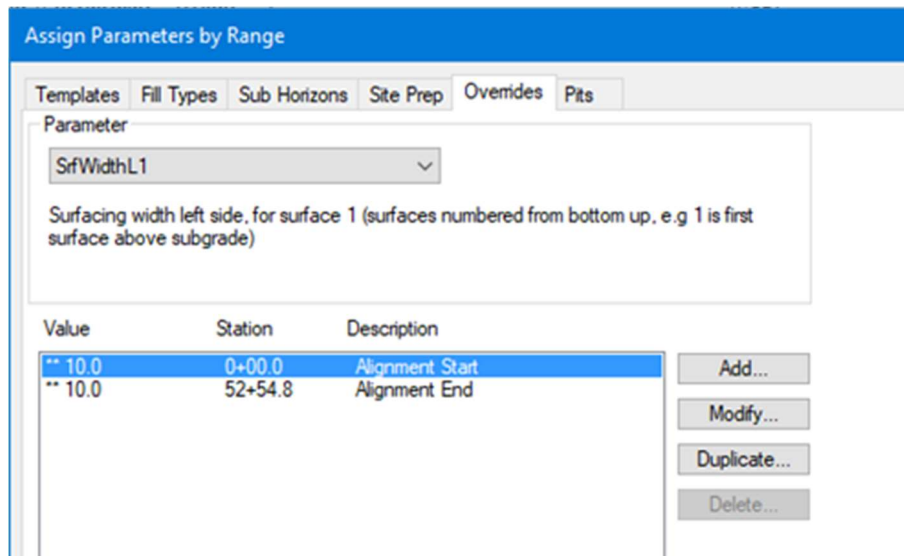 Assign Parameters by Range
Templates Fill Types Sub Horizons Site Prep Overrides Pits
Parameter
SrfWidthL1
Surfacing width left side, for surface 1 (surfaces numbered from bottom up, e.g 1 is first
surface above subgrade)
Value Station Description
** 10.0 0+00.0 Alignment Start
** 10.0 52+54.8 Alignment End
Add...
Modify...
Duplicate...
Delete...